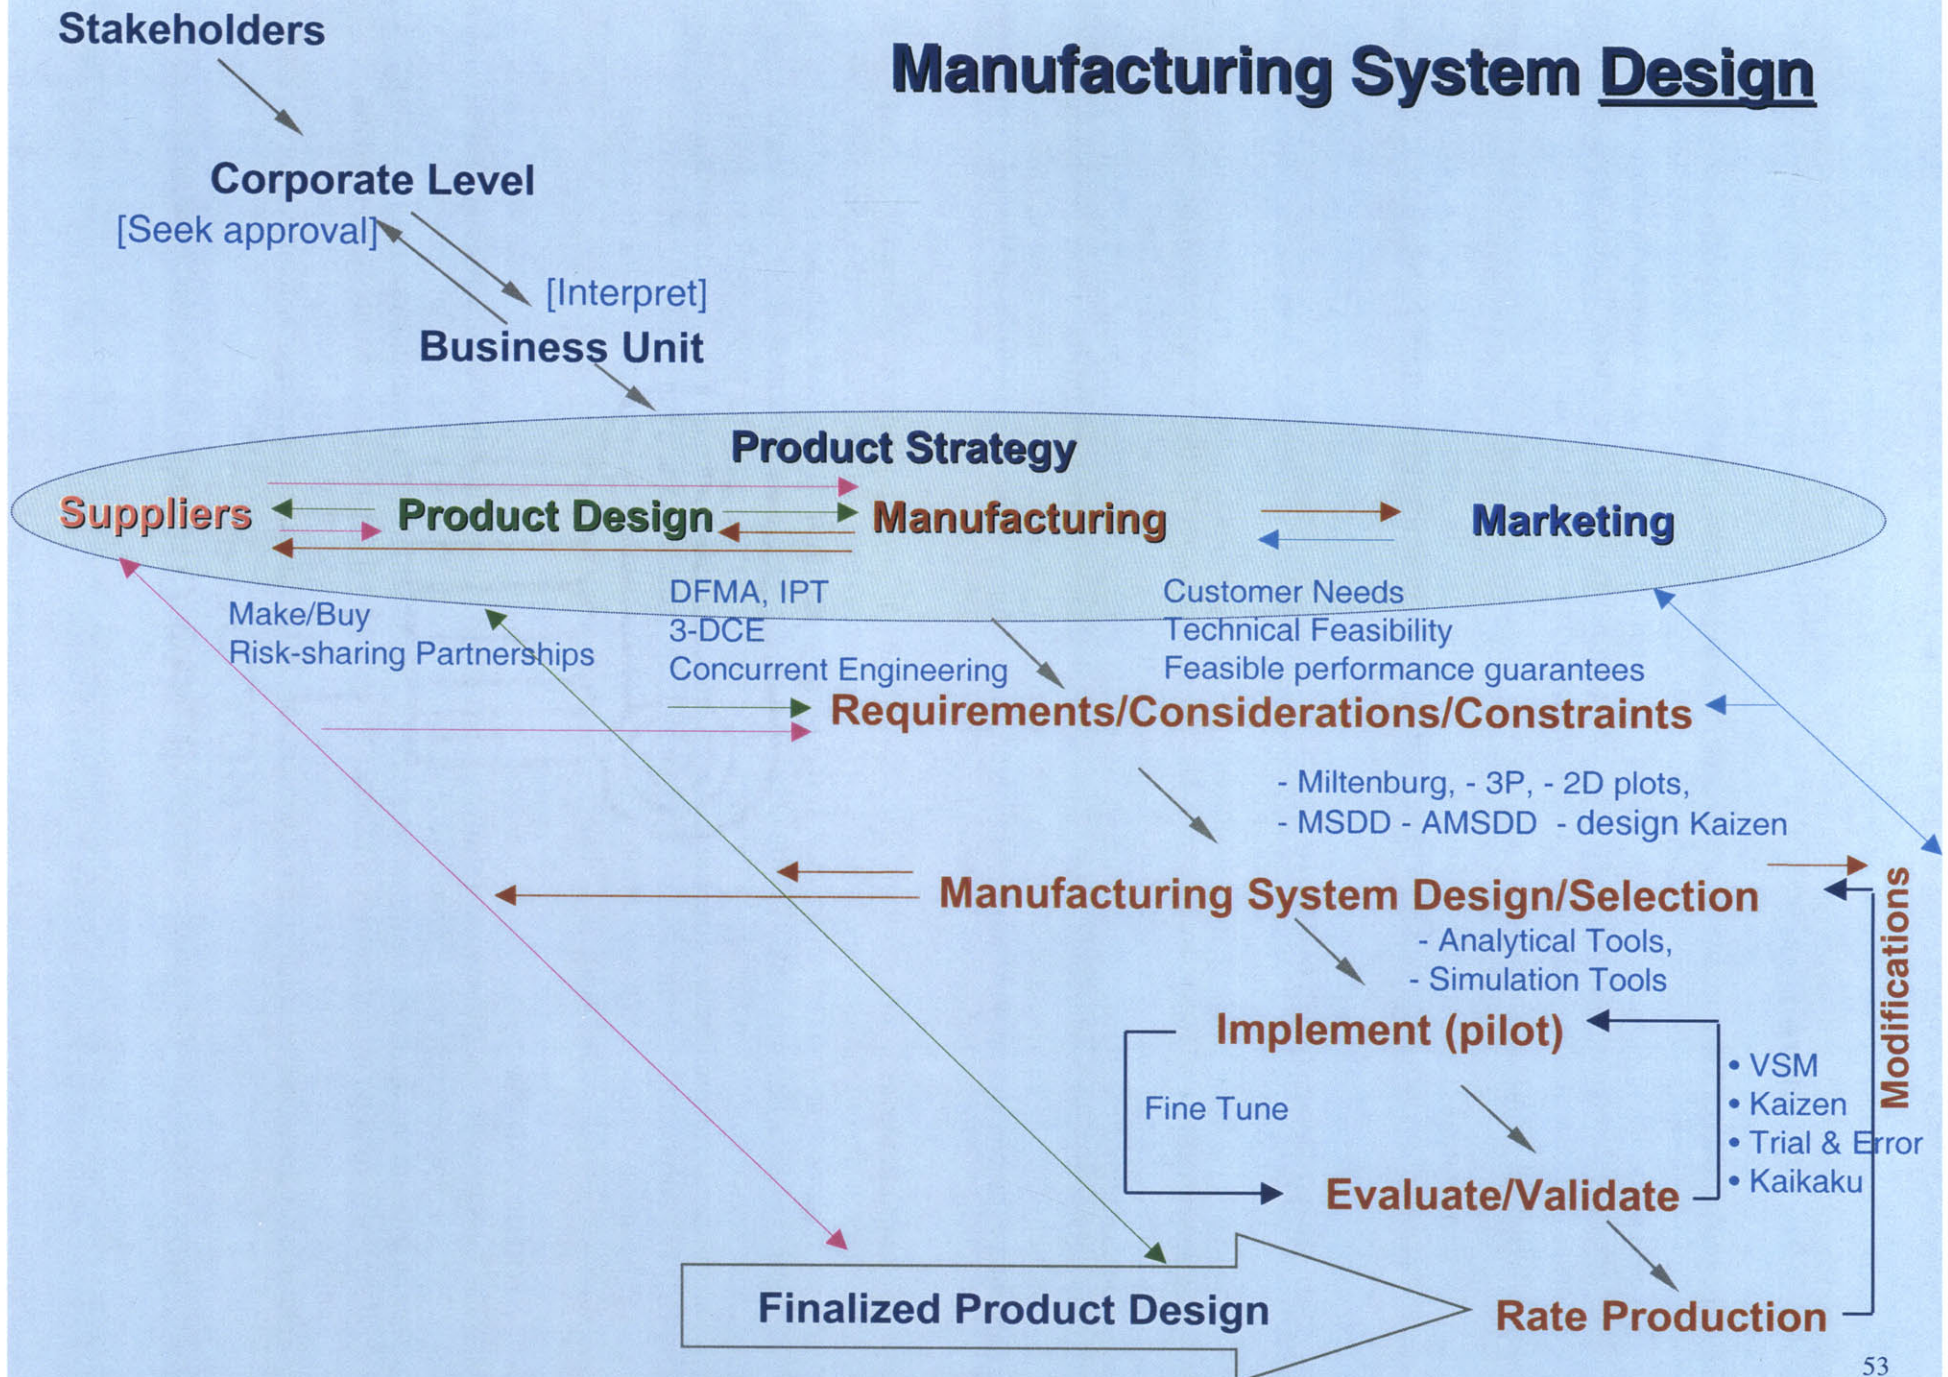 Stakeholders
Manufacturing System Design
Corporate Level
[Seek approval]
[Interpret]
Business Unit
Product Strategy
Suppliers
Product Design
Manufacturing
Marketing
Make/Buy
Risk-sharing Partnerships
DFMA, IPT
3-DCE
Concurrent Engineering
Customer Needs
Technical Feasibility
Feasible performance guarantees
Requirements/Considerations/Constraints
- Miltenburg, - 3P, - 2D plots,
- MSDD - AMSDD - design Kaizen
Manufacturing System Design/Selection
Modifications
- Analytical Tools,
- Simulation Tools
Implement (pilot)
Fine Tune
• VSM
• Kaizen
• Trial & Error
• Kaikaku
Evaluate/Validate
Finalized Product Design
Rate Production
53